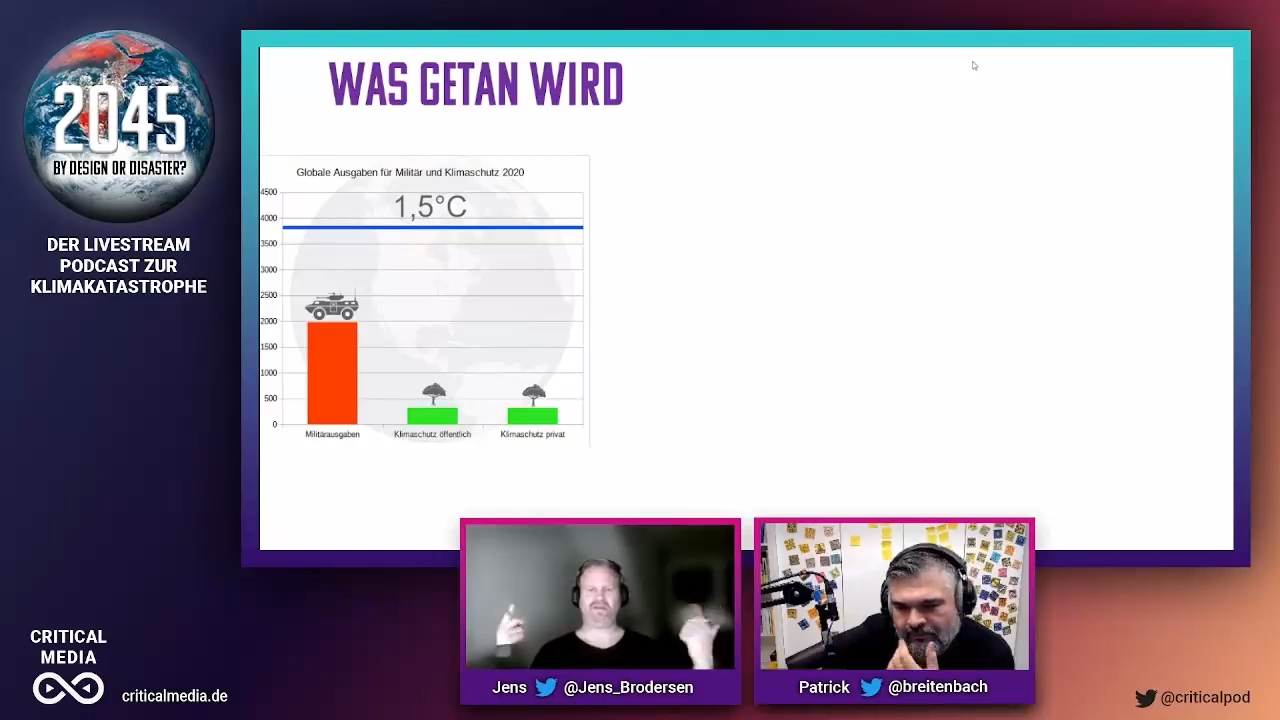 2045
BY DESIGN OR DISASTER?
DER LIVESTREAM
PODCAST ZUR
KLIMAKATASTROPHE
WAS GETAN WIRD
Globale Ausgaben für Militär und Klimaschutz 2020
1,5°C
4500
4000
3500
3000
2500
2000
1500
1000
500
0
Militärausgaben
Klimaschutz öffentlich
Klimaschutz privat
CRITICAL
MEDIA
criticalmedia.de
Jens @Jens_Brodersen
Patrick @breitenbach
@criticalpod